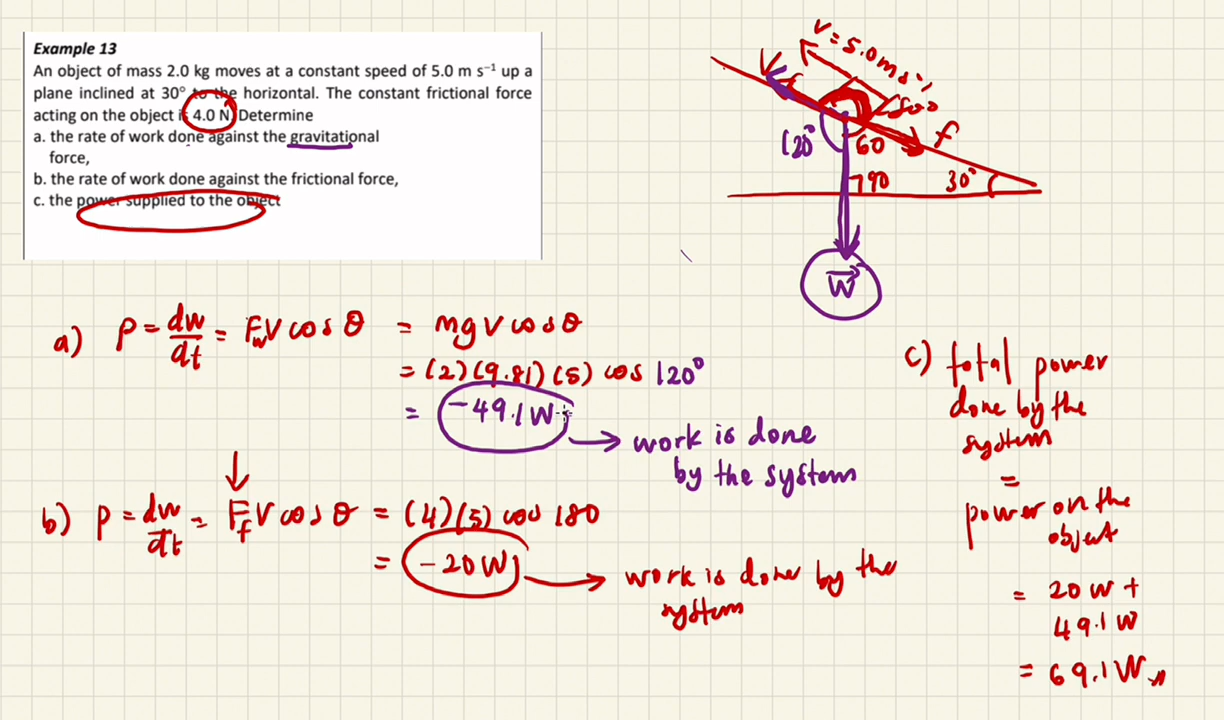 Example 13
An object of mass 2.0 kg moves at a constant speed of 5.0 m s⁻¹ up a
plane inclined at 30° to the horizontal. The constant frictional force
acting on the object is 4.0 N. Determine
a. the rate of work done against the gravitational
force,
b. the rate of work done against the frictional force,
c. the power supplied to the object
v = 5.0 m s⁻¹
f
120°
60
90
30°
W
a) P = dw/dt = F_w V cos θ = mg V cos θ
= (2)(9.81)(5) cos 120°
= -49.1 W
→ work is done
by the system
b) P = dw/dt = F_f V cos θ = (4)(5) cos 180
= -20 W
→ work is done by the
system
c) total power
done by the
system
=
power on the
object
= 20 W +
49.1 W
= 69.1 W